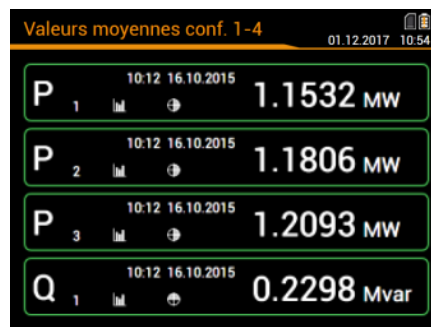 Valeurs moyennes conf. 1-4
01.12.2017 10:54
10:12 16.10.2015
P 1 1.1532 MW
10:12 16.10.2015
P 2 1.1806 MW
10:12 16.10.2015
P 3 1.2093 MW
10:12 16.10.2015
Q 1 0.2298 Mvar